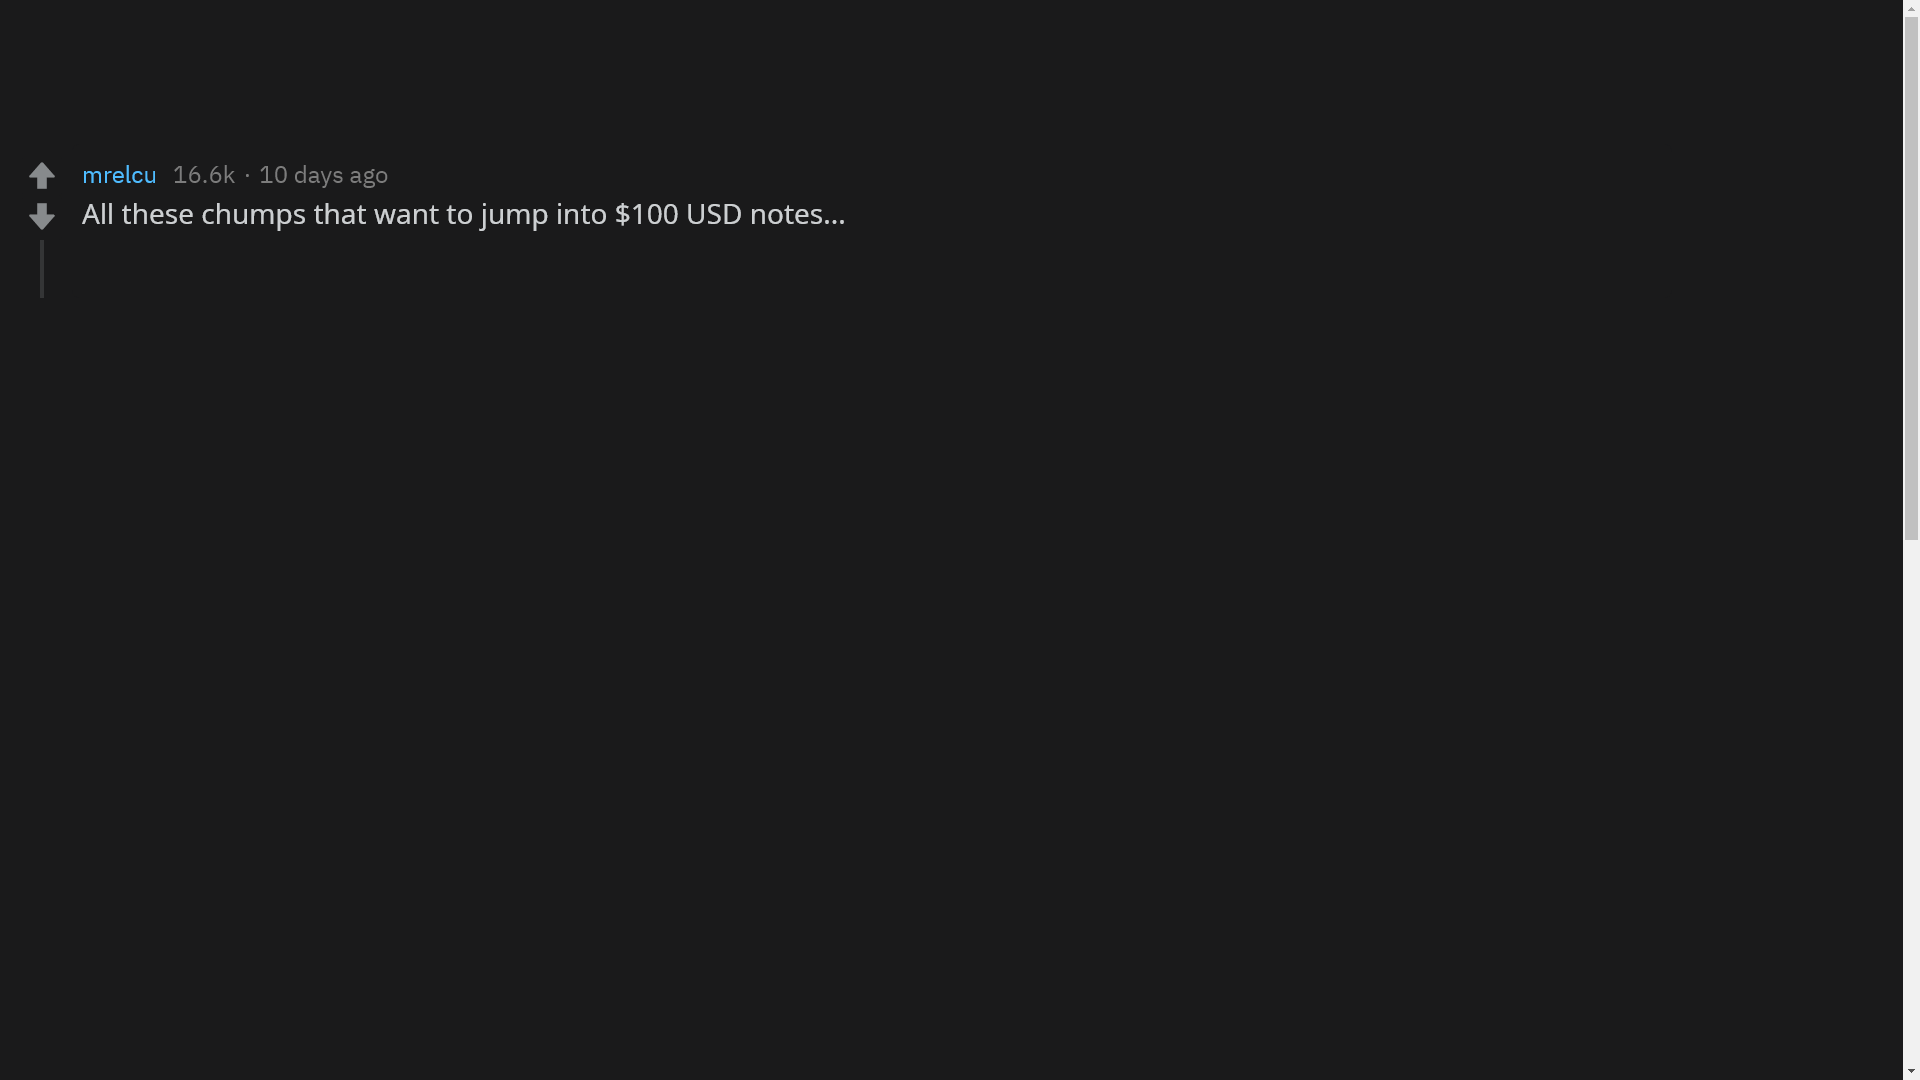 mrelcu 16.6k · 10 days ago
All these chumps that want to jump into $100 USD notes...